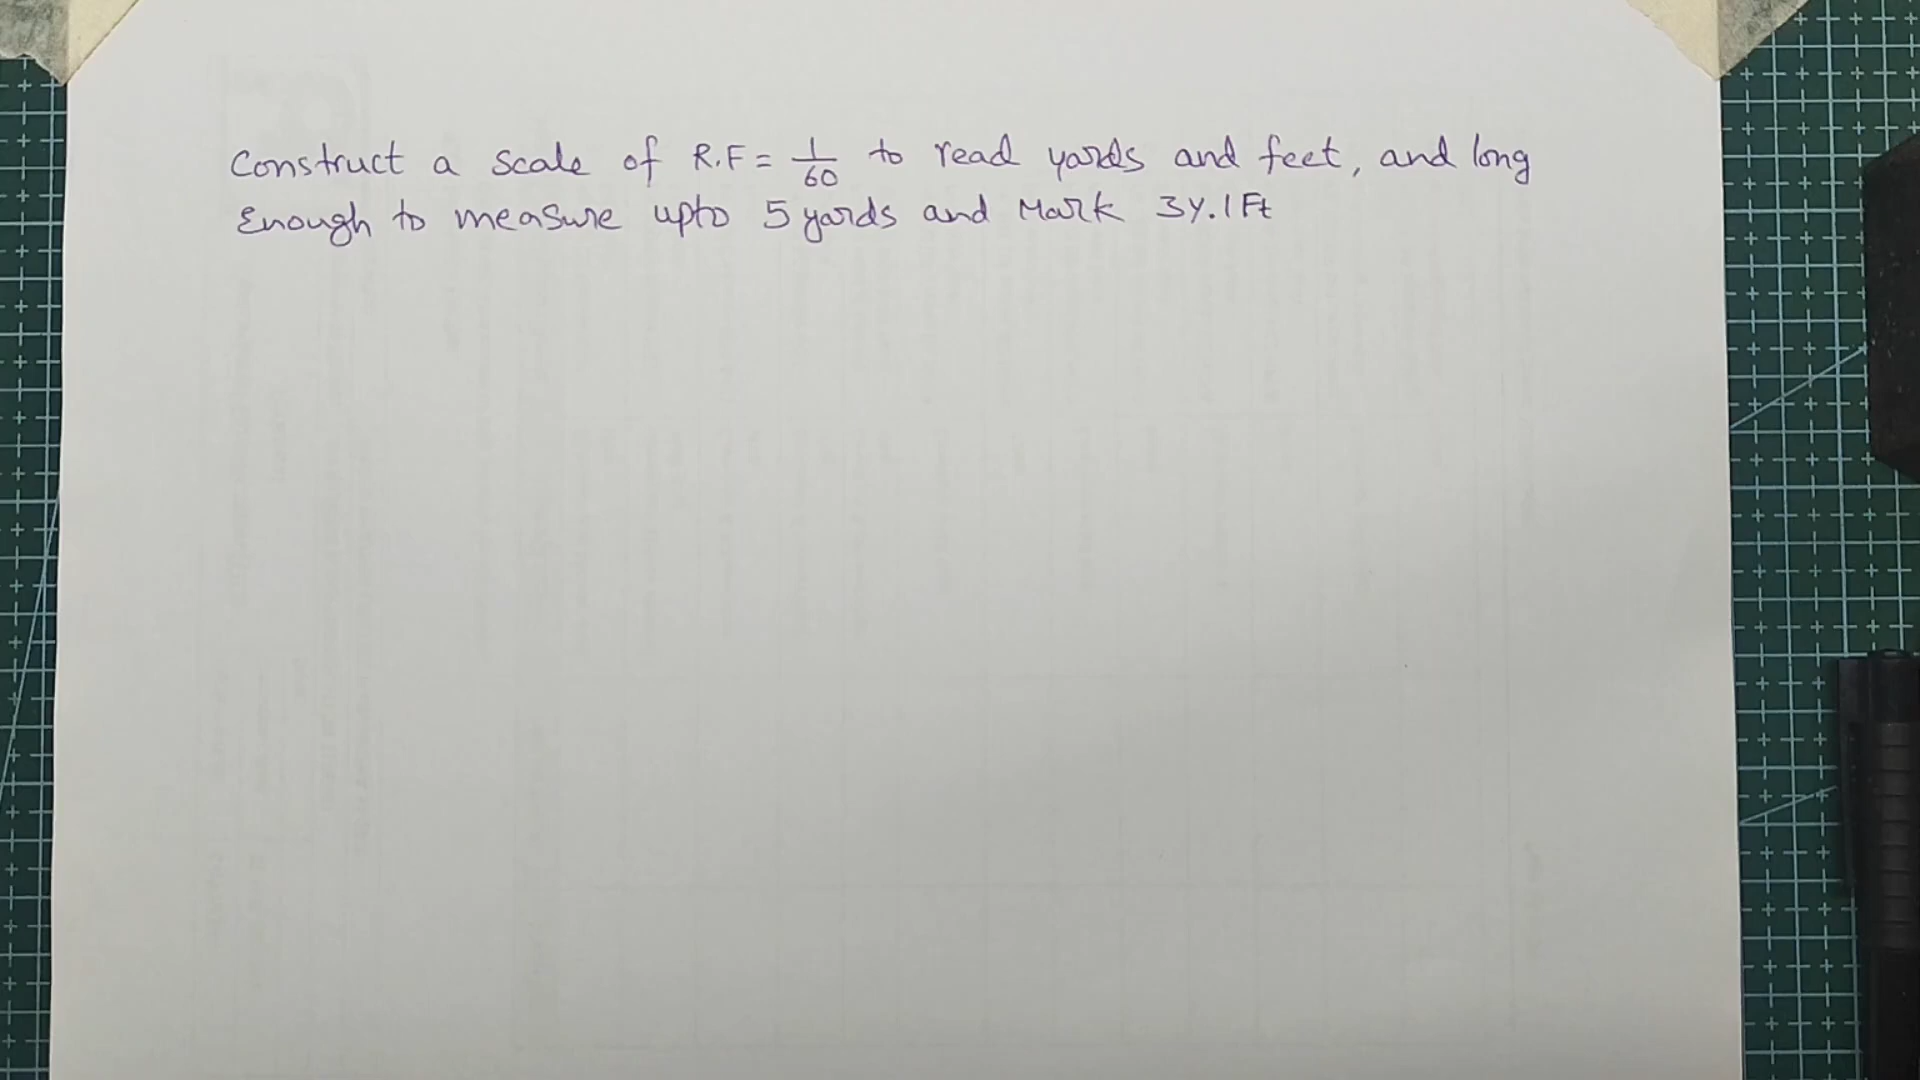 Construct a scale of R.F = 1/60 to read yards and feet, and long
Enough to measure upto 5 yards and Mark 3Y.1Ft